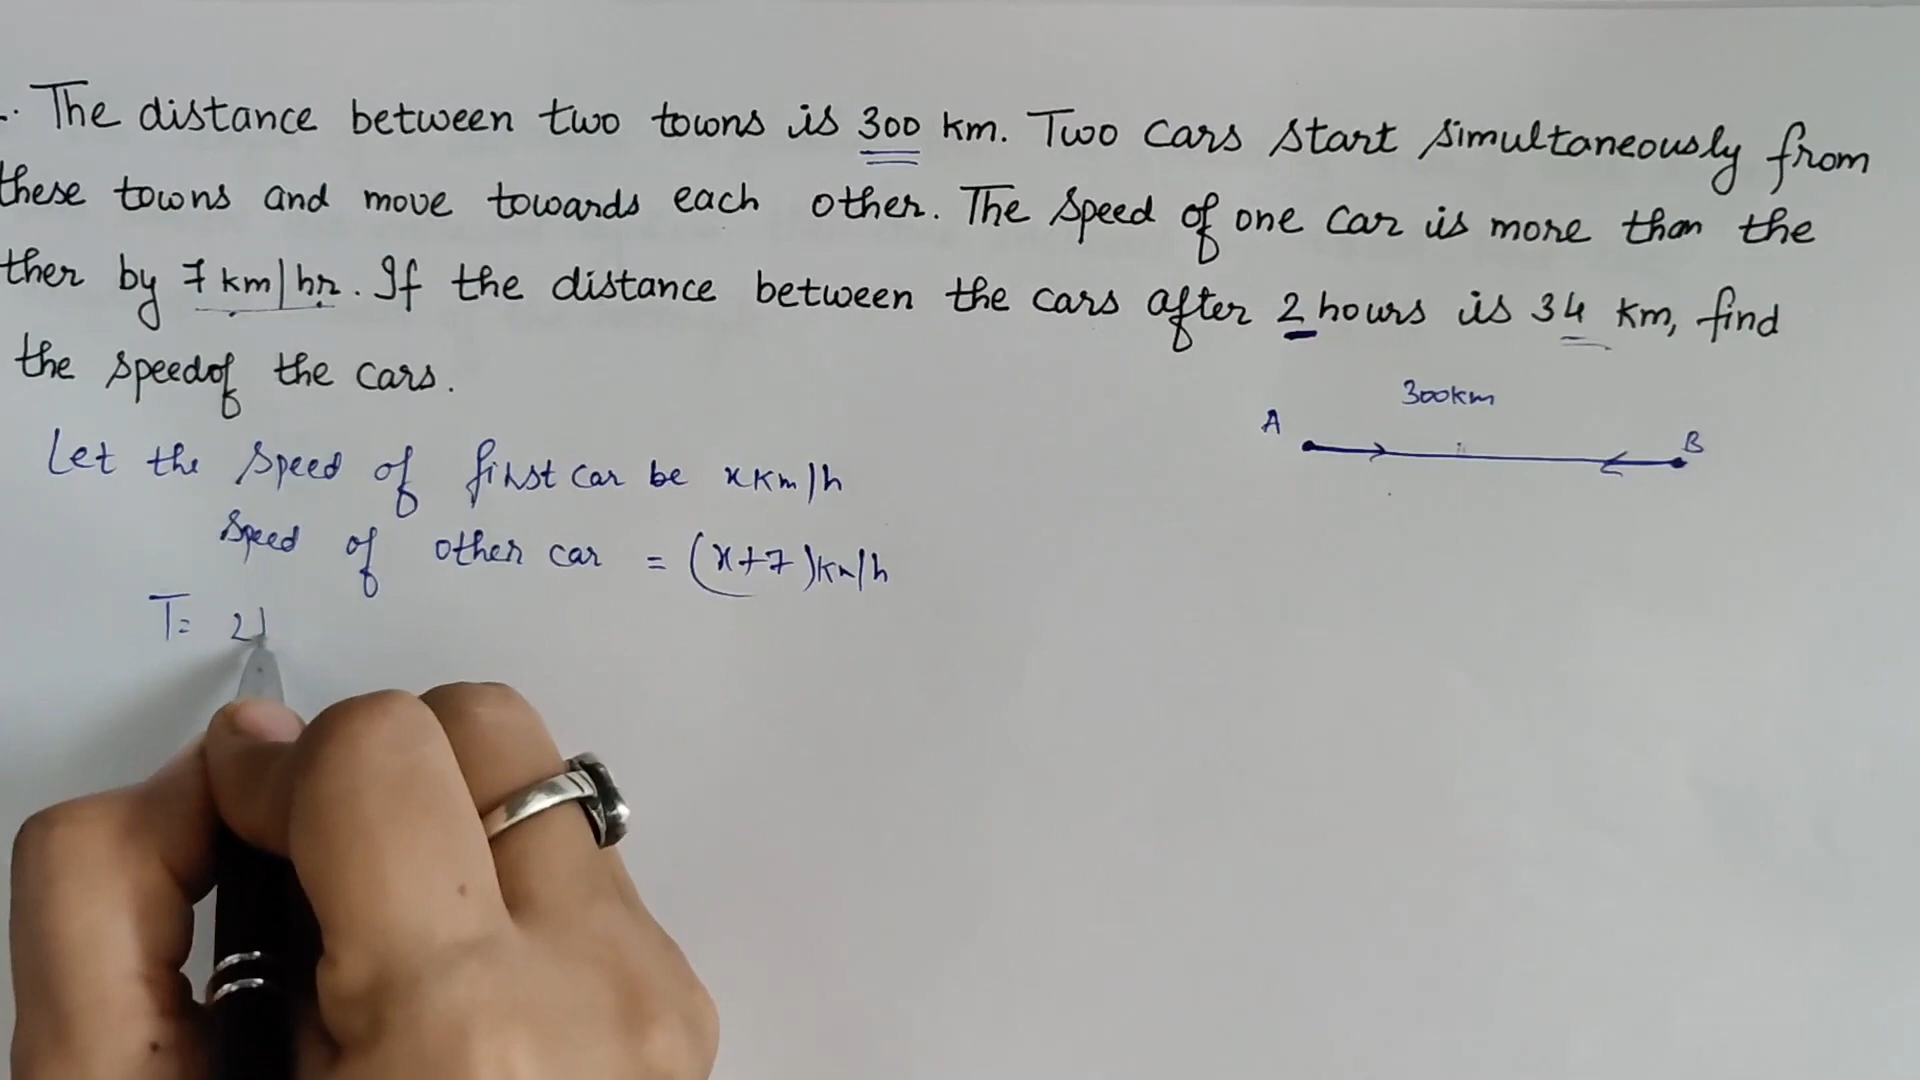 . The distance between two towns is 300 km. Two cars start simultaneously from
these towns and move towards each other. The speed of one car is more than the
ther by 7 km/hr. If the distance between the cars after 2 hours is 34 km, find
the speed of the cars.
300km
A B
Let the speed of first car be x km/h
Speed of other car = (x+7) km/h
T = 2